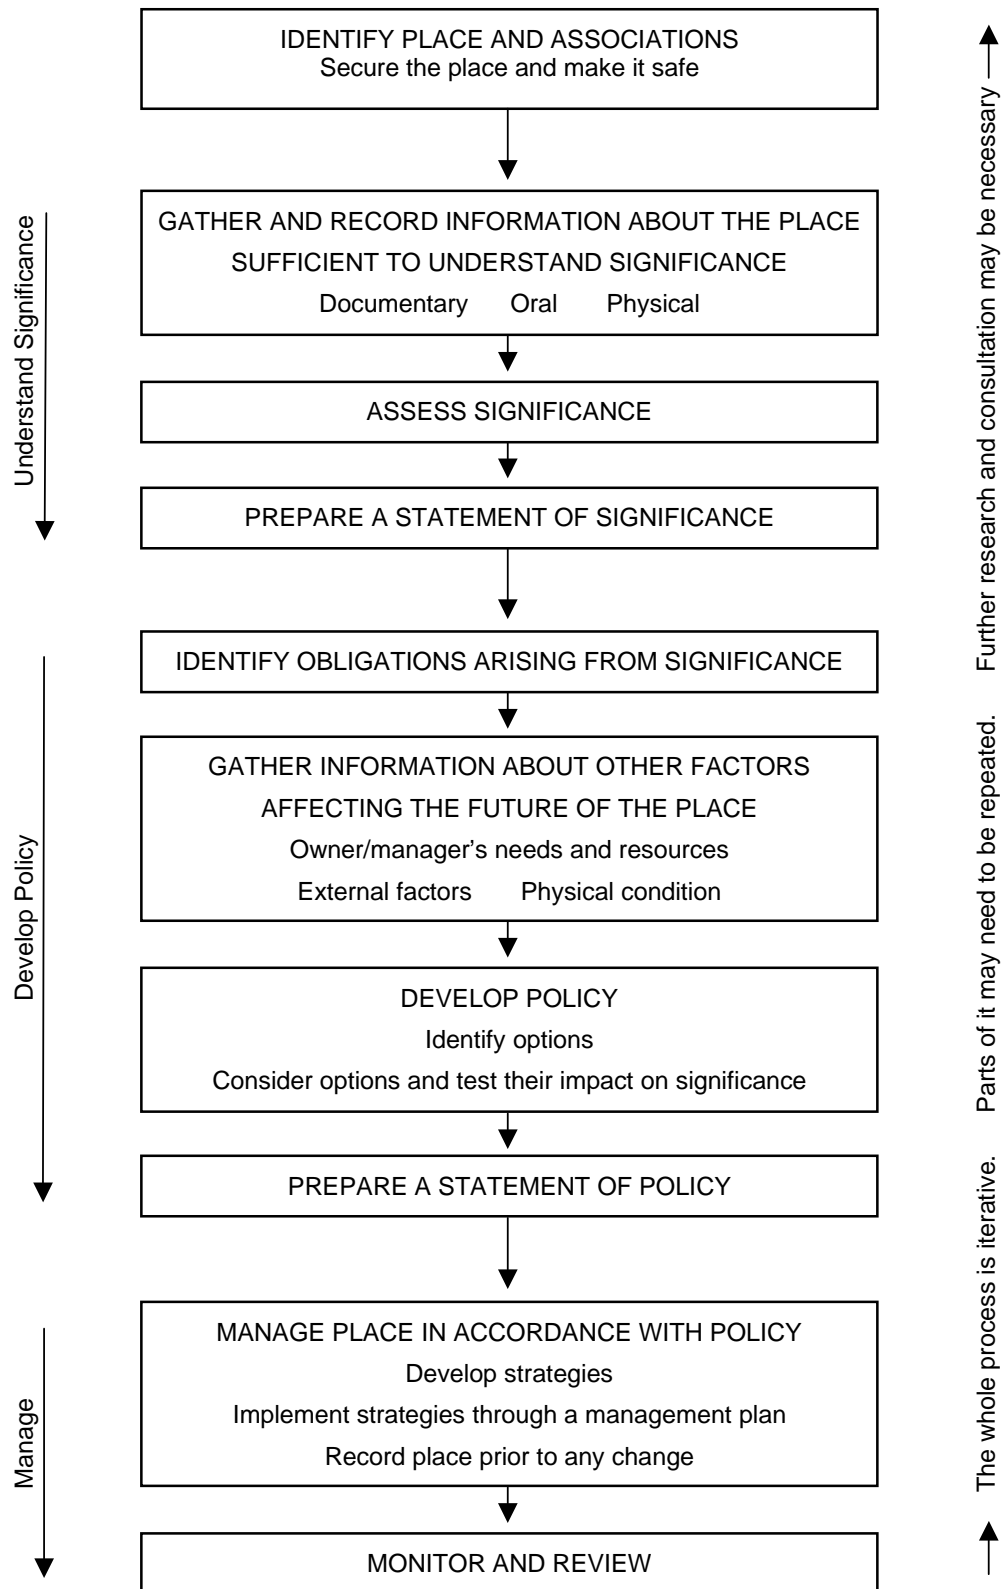 IDENTIFY PLACE AND ASSOCIATIONS
Secure the place and make it safe
GATHER AND RECORD INFORMATION ABOUT THE PLACE
SUFFICIENT TO UNDERSTAND SIGNIFICANCE
Documentary Oral Physical
ASSESS SIGNIFICANCE
PREPARE A STATEMENT OF SIGNIFICANCE
IDENTIFY OBLIGATIONS ARISING FROM SIGNIFICANCE
GATHER INFORMATION ABOUT OTHER FACTORS
AFFECTING THE FUTURE OF THE PLACE
Owner/manager's needs and resources
External factors Physical condition
DEVELOP POLICY
Identify options
Consider options and test their impact on significance
PREPARE A STATEMENT OF POLICY
MANAGE PLACE IN ACCORDANCE WITH POLICY
Develop strategies
Implement strategies through a management plan
Record place prior to any change
MONITOR AND REVIEW
Understand Significance
Develop Policy
Manage
The whole process is iterative. Parts of it may need to be repeated. Further research and consultation may be necessary